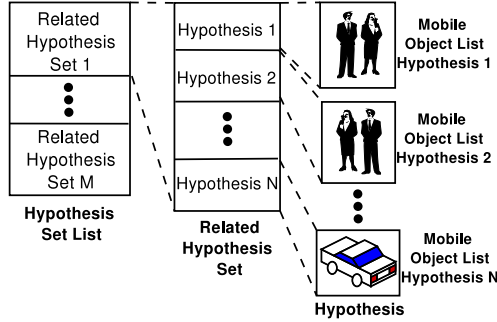 Related
Hypothesis
Set 1
Related
Hypothesis
Set M
Hypothesis
Set List
Hypothesis 1
Hypothesis 2
Hypothesis N
Related
Hypothesis
Set
Mobile
Object List
Hypothesis 1
Mobile
Object List
Hypothesis 2
Mobile
Object List
Hypothesis N
Hypothesis